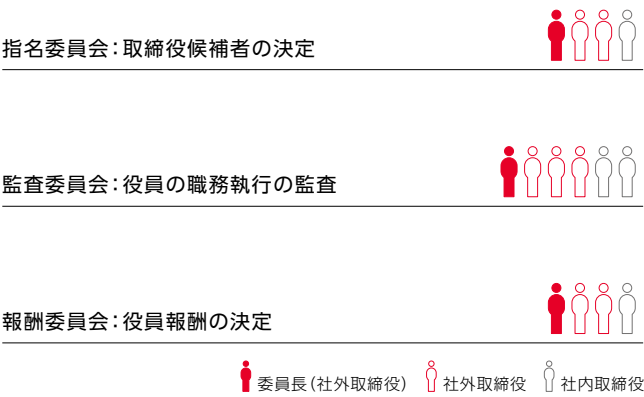 指名委員会：取締役候補者の決定
監査委員会：役員の職務執行の監査
報酬委員会：役員報酬の決定
委員長（社外取締役） 社外取締役 社内取締役